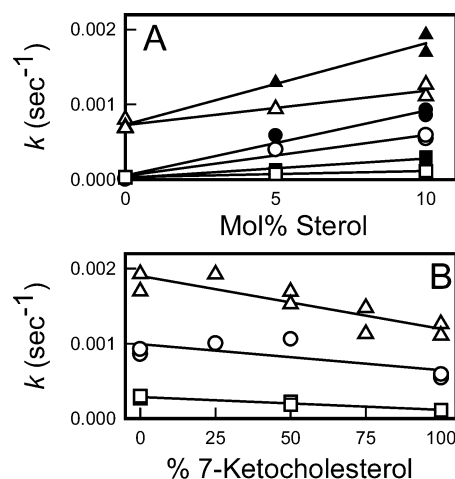 0.002
A
k (sec⁻¹)
0.001
0.000
0 5 10
Mol% Sterol
0.002
B
k (sec⁻¹)
0.001
0.000
0 25 50 75 100
% 7-Ketocholesterol